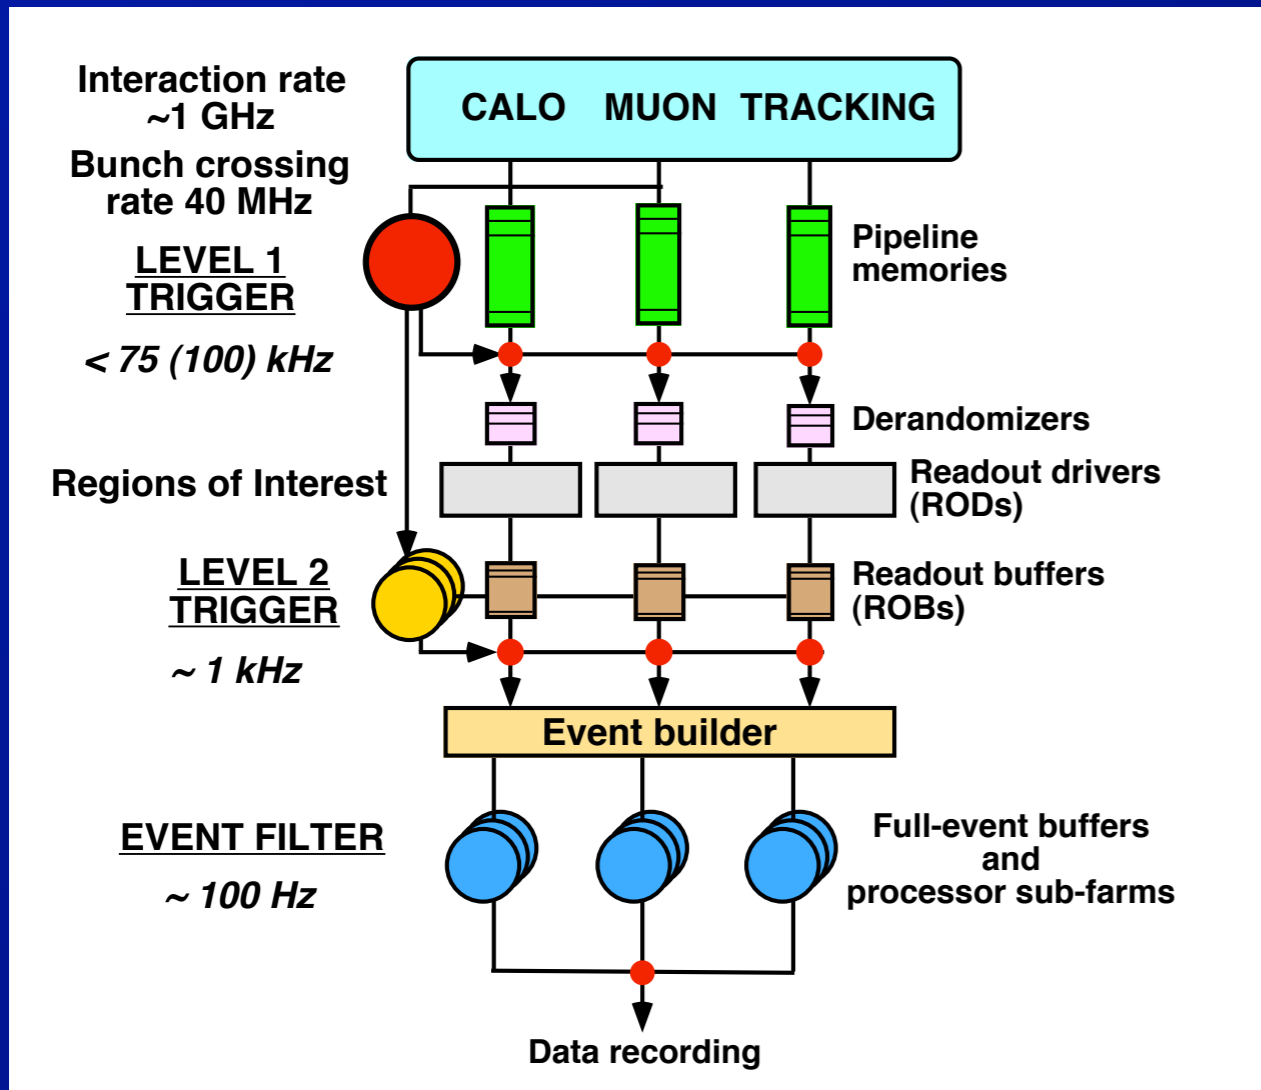 Interaction rate
~1 GHz
CALO MUON TRACKING
Bunch crossing
rate 40 MHz
LEVEL 1
TRIGGER
Pipeline
memories
< 75 (100) kHz
Derandomizers
Regions of Interest
Readout drivers
(RODs)
LEVEL 2
TRIGGER
Readout buffers
(ROBs)
~ 1 kHz
Event builder
EVENT FILTER
~ 100 Hz
Full-event buffers
and
processor sub-farms
Data recording